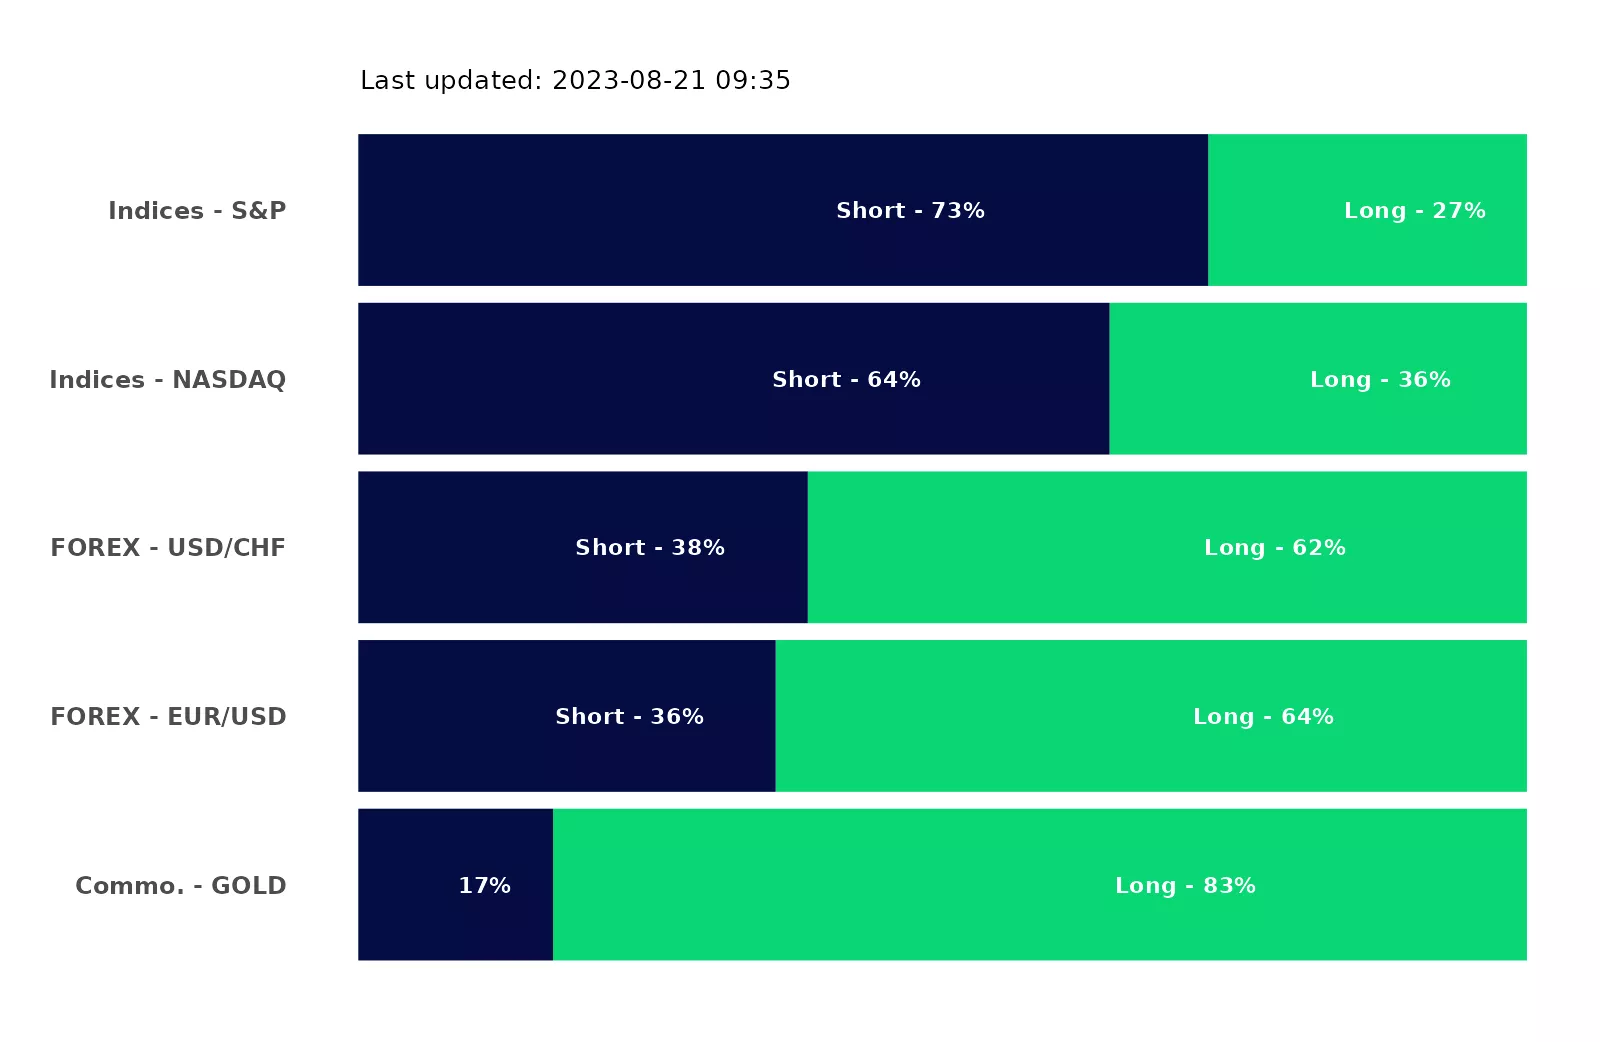 Last updated: 2023-08-21 09:35
Indices - S&P Short - 73% Long - 27%
Indices - NASDAQ Short - 64% Long - 36%
FOREX - USD/CHF Short - 38% Long - 62%
FOREX - EUR/USD Short - 36% Long - 64%
Commo. - GOLD 17% Long - 83%